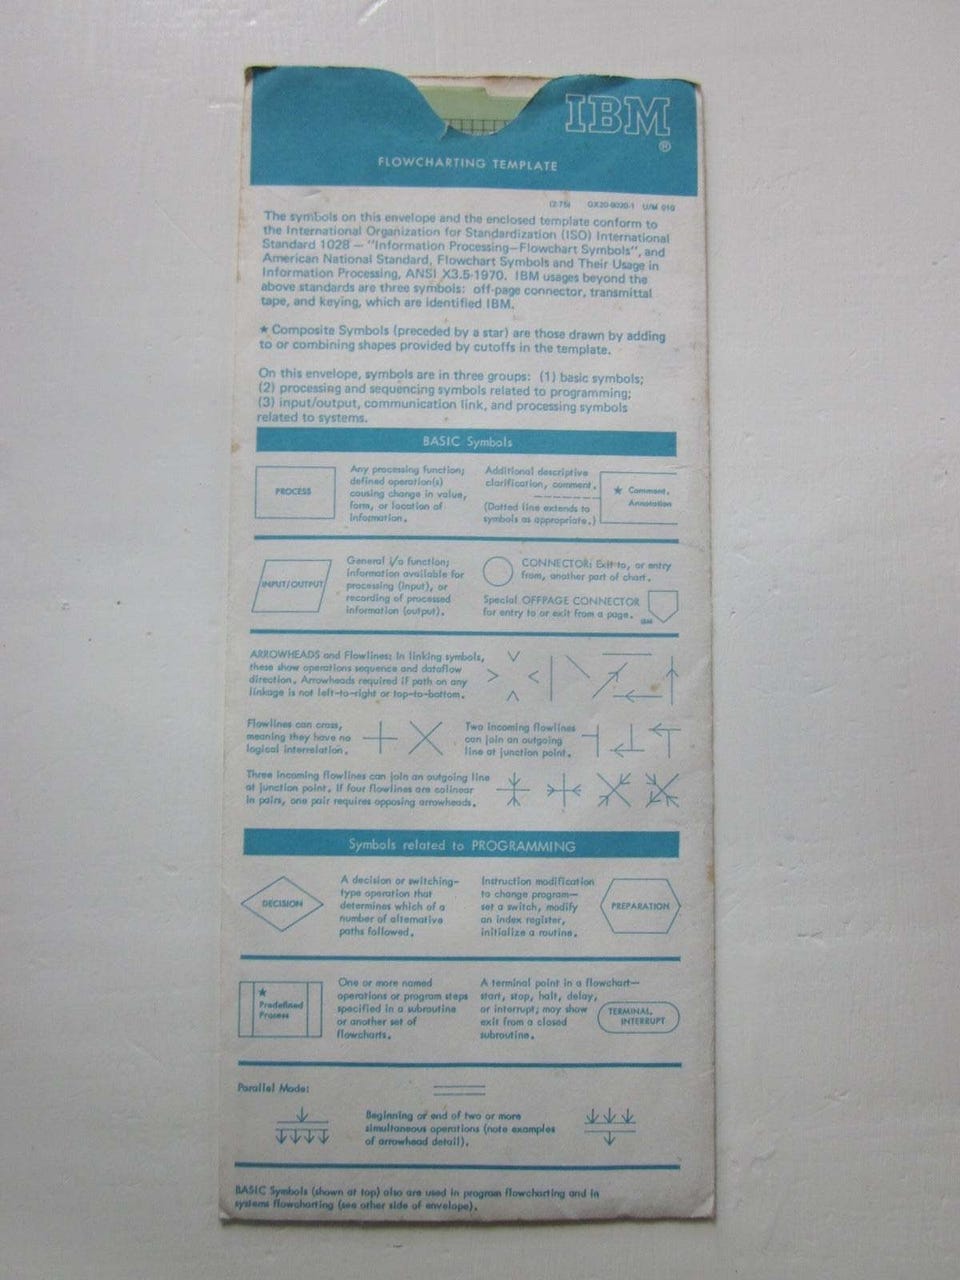 IBM
®
FLOWCHARTING TEMPLATE
(2-75) GX20-8020-1 U/M 010
The symbols on this envelope and the enclosed template conform to
the International Organization for Standardization (ISO) International
Standard 1028 — "Information Processing—Flowchart Symbols", and
American National Standard, Flowchart Symbols and Their Usage in
Information Processing, ANSI X3.5-1970. IBM usages beyond the
above standards are three symbols: off-page connector, transmittal
tape, and keying, which are identified IBM.
★ Composite Symbols (preceded by a star) are those drawn by adding
to or combining shapes provided by cutoffs in the template.
On this envelope, symbols are in three groups: (1) basic symbols;
(2) processing and sequencing symbols related to programming;
(3) input/output, communication link, and processing symbols
related to systems.
BASIC Symbols
PROCESS
Any processing function;
defined operation(s)
causing change in value,
form, or location of
information.
Additional descriptive
clarification, comment.
(Dotted line extends to
symbols as appropriate.)
★ Comment,
Annotation
INPUT/OUTPUT
General i/o function;
information available for
processing (input), or
recording of processed
information (output).
CONNECTOR: Exit to, or entry
from, another part of chart.
Special OFFPAGE CONNECTOR
for entry to or exit from a page.
IBM
ARROWHEADS and Flowlines: In linking symbols,
these show operations sequence and dataflow
direction. Arrowheads required if path on any
linkage is not left-to-right or top-to-bottom.
Flowlines can cross,
meaning they have no
logical interrelation.
Two incoming flowlines
can join an outgoing
line at junction point.
Three incoming flowlines can join an outgoing line
at junction point. If four flowlines are colinear
in pairs, one pair requires opposing arrowheads.
Symbols related to PROGRAMMING
DECISION
A decision or switching-
type operation that
determines which of a
number of alternative
paths followed.
Instruction modification
to change program—
set a switch, modify
an index register,
initialize a routine.
PREPARATION
★
Predefined
Process
One or more named
operations or program steps
specified in a subroutine
or another set of
flowcharts.
A terminal point in a flowchart—
start, stop, halt, delay,
or interrupt; may show
exit from a closed
subroutine.
TERMINAL,
INTERRUPT
Parallel Mode:
Beginning or end of two or more
simultaneous operations (note examples
of arrowhead detail).
BASIC Symbols (shown at top) also are used in program flowcharting and in
systems flowcharting (see other side of envelope).